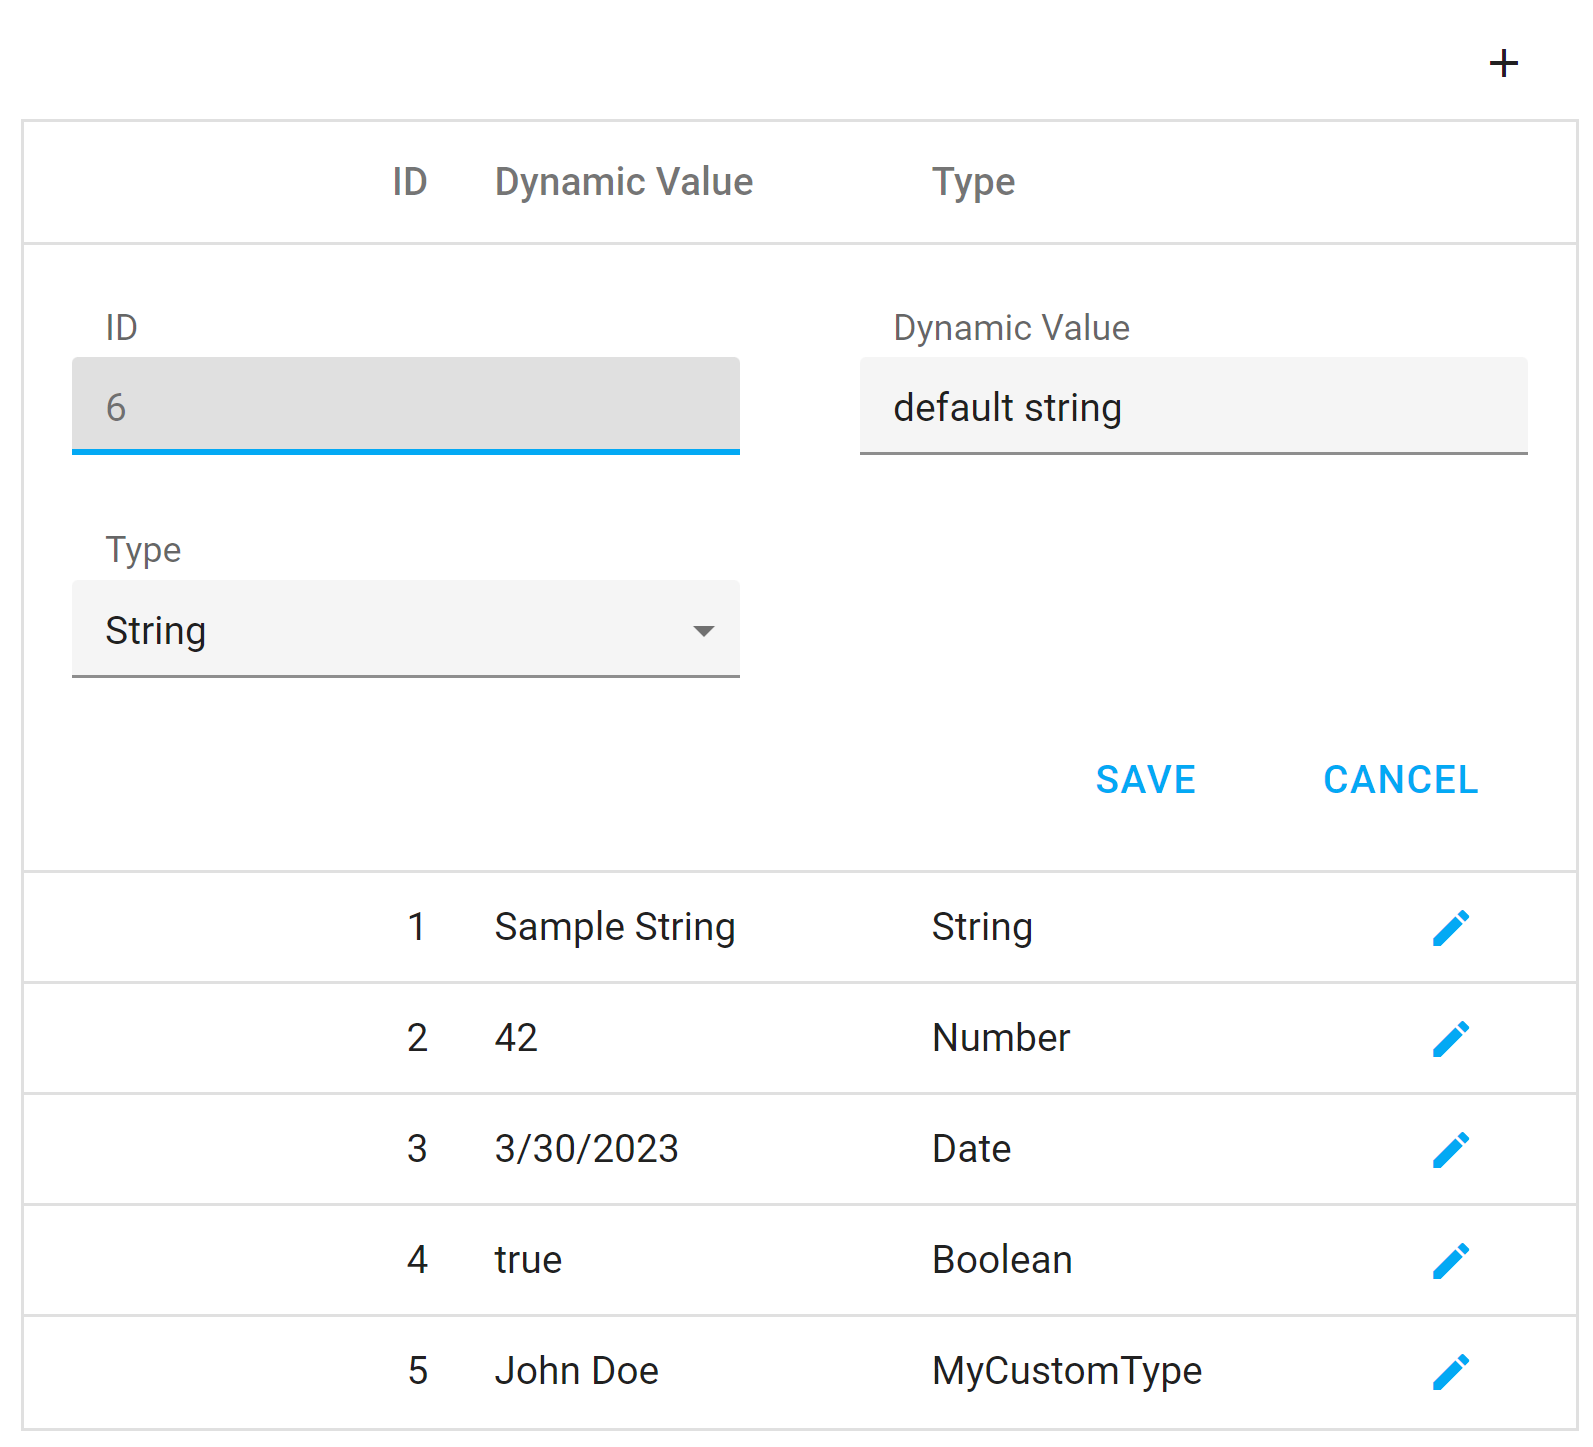 ID Dynamic Value Type
ID Dynamic Value
6 default string
Type
String
SAVE CANCEL
1 Sample String String
2 42 Number
3 3/30/2023 Date
4 true Boolean
5 John Doe MyCustomType